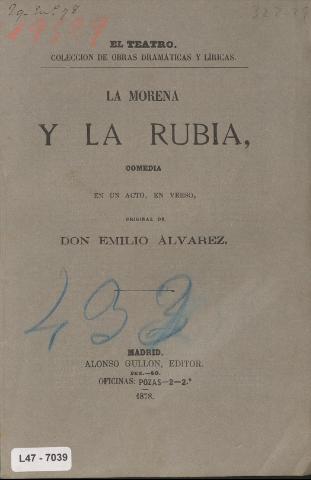 EL TEATRO.
COLECCION DE OBRAS DRAMÁTICAS Y LÍRICAS.
LA MORENA
Y LA RUBIA,
COMEDIA
EN UN ACTO, EN VERSO,
ORIGINAL DE
DON EMILIO ÁLVAREZ.
MADRID.
ALONSO GULLON, EDITOR.
OFICINAS: POZAS—2—2.º
1878.
L47 - 7039